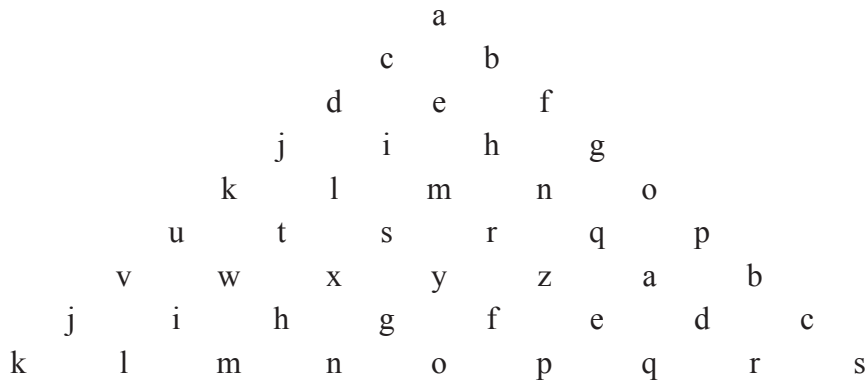 a
c b
d e f
j i h g
k l m n o
u t s r q p
v w x y z a b
j i h g f e d c
k l m n o p q r s